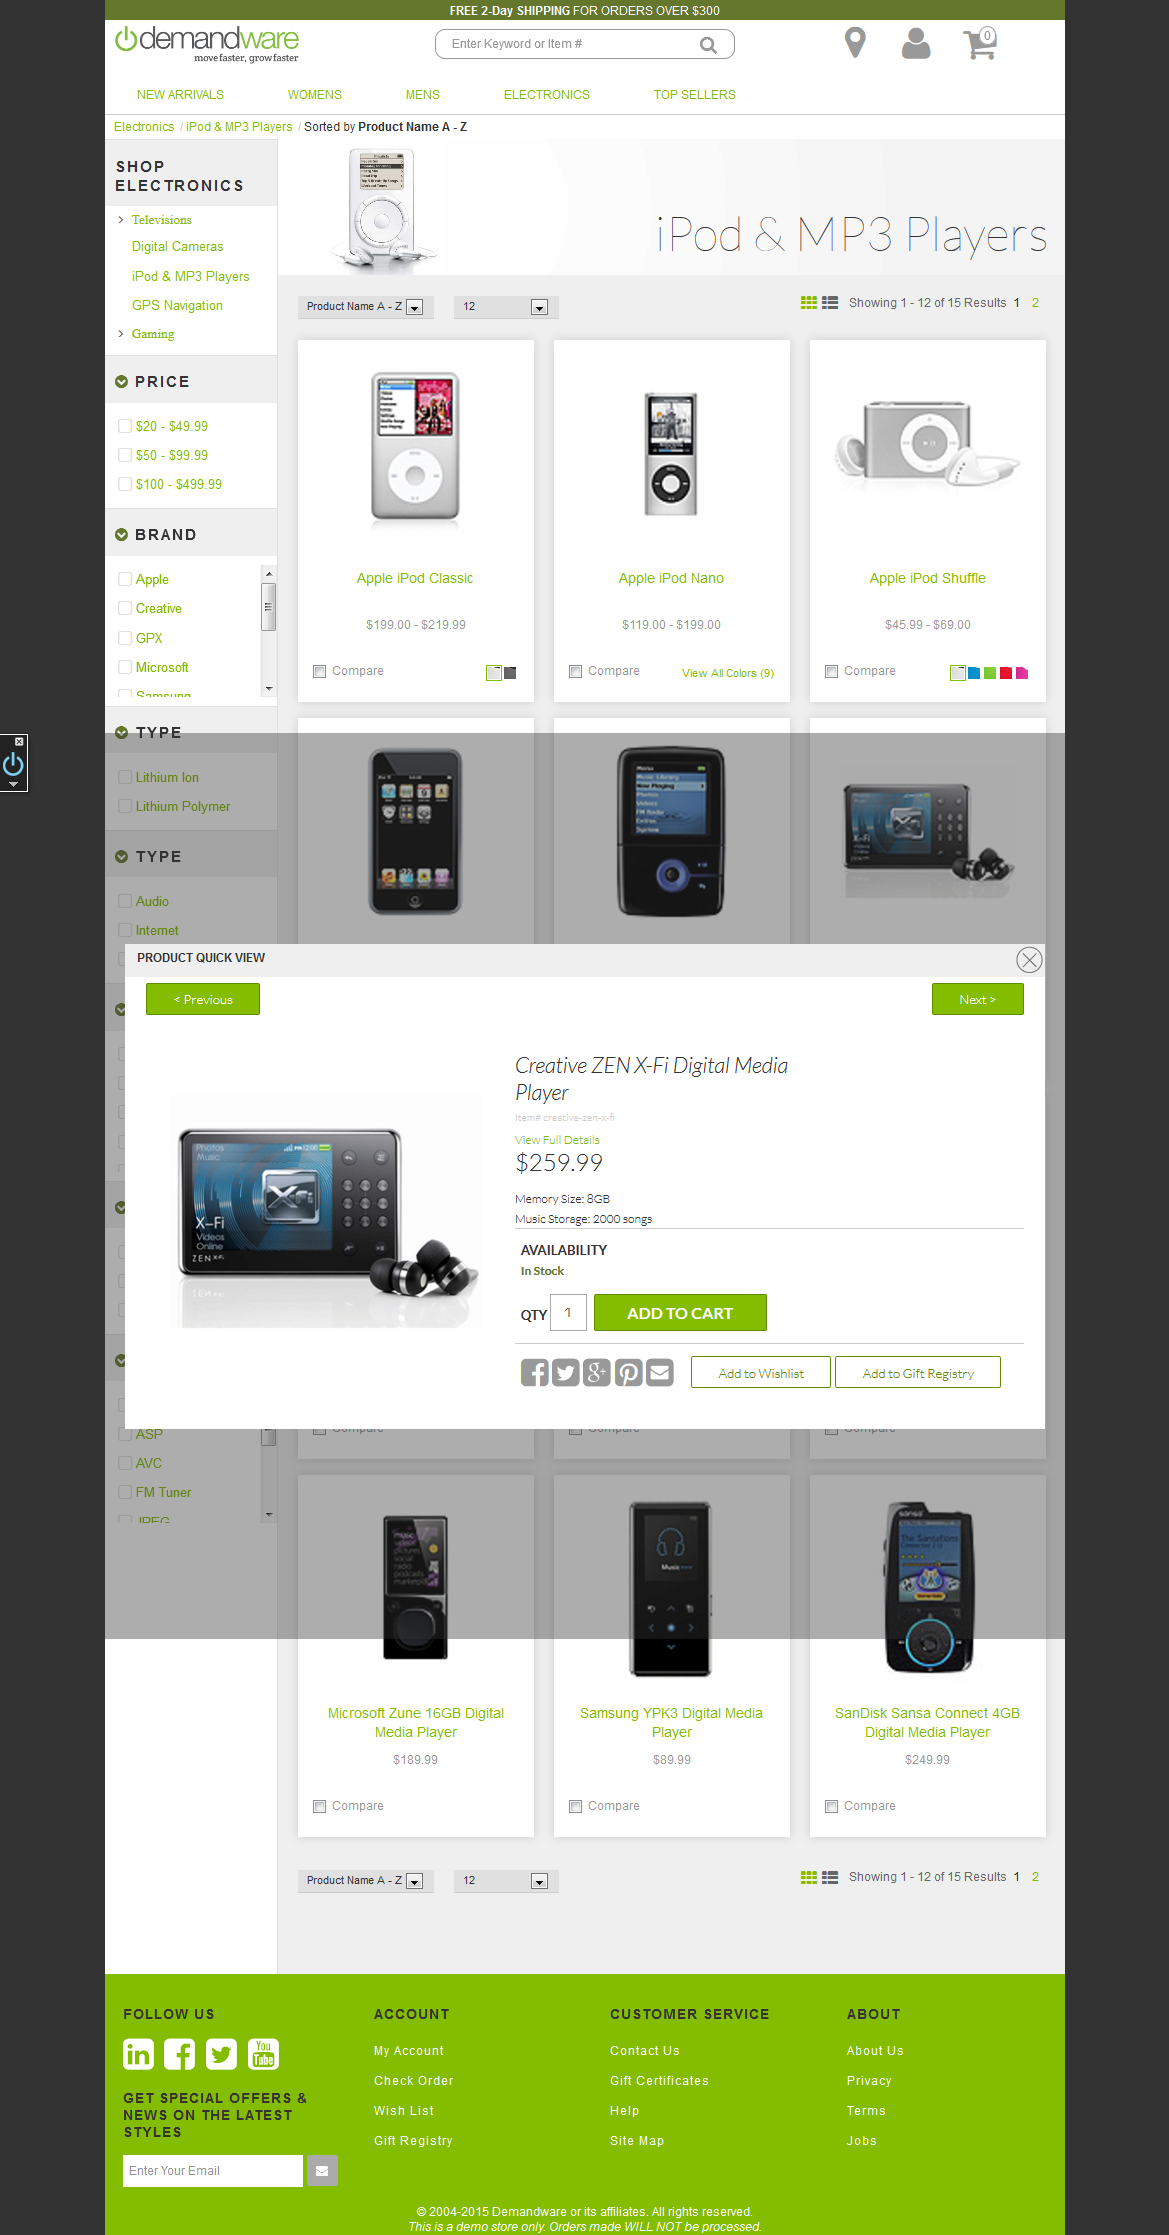 FREE 2-Day SHIPPING FOR ORDERS OVER $300
demandware
move faster, grow faster
Enter Keyword or Item #
0
NEW ARRIVALS WOMENS MENS ELECTRONICS TOP SELLERS
Electronics / iPod & MP3 Players / Sorted by Product Name A - Z
SHOP
ELECTRONICS
Televisions
Digital Cameras
iPod & MP3 Players
GPS Navigation
Gaming
PRICE
$20 - $49.99
$50 - $99.99
$100 - $499.99
BRAND
Apple
Creative
GPX
Microsoft
Samsung
TYPE
Lithium Ion
Lithium Polymer
TYPE
Audio
Internet
iPod & MP3 Players
Product Name A - Z 12 Showing 1 - 12 of 15 Results 1 2
Apple iPod Classic
$199.00 - $219.99
Compare
Apple iPod Nano
$119.00 - $199.00
Compare View All Colors (9)
Apple iPod Shuffle
$45.99 - $69.00
Compare
PRODUCT QUICK VIEW
< Previous Next >
Photos
Music
X-Fi
X-Fi
Videos
Online
ZEN X-Fi
Creative ZEN X-Fi Digital Media
Player
Item# creative-zen-x-fi
View Full Details
$259.99
Memory Size: 8GB
Music Storage: 2000 songs
AVAILABILITY
In Stock
QTY 1 ADD TO CART
Add to Wishlist Add to Gift Registry
Compare Compare Compare
ASP
AVC
FM Tuner
JPEG
Microsoft Zune 16GB Digital
Media Player
$189.99
Compare
Samsung YPK3 Digital Media
Player
$89.99
Compare
SanDisk Sansa Connect 4GB
Digital Media Player
$249.99
Compare
Product Name A - Z 12 Showing 1 - 12 of 15 Results 1 2
FOLLOW US
You
Tube
GET SPECIAL OFFERS &
NEWS ON THE LATEST
STYLES
Enter Your Email
ACCOUNT
My Account
Check Order
Wish List
Gift Registry
CUSTOMER SERVICE
Contact Us
Gift Certificates
Help
Site Map
ABOUT
About Us
Privacy
Terms
Jobs
© 2004-2015 Demandware or its affiliates. All rights reserved.
This is a demo store only. Orders made WILL NOT be processed.